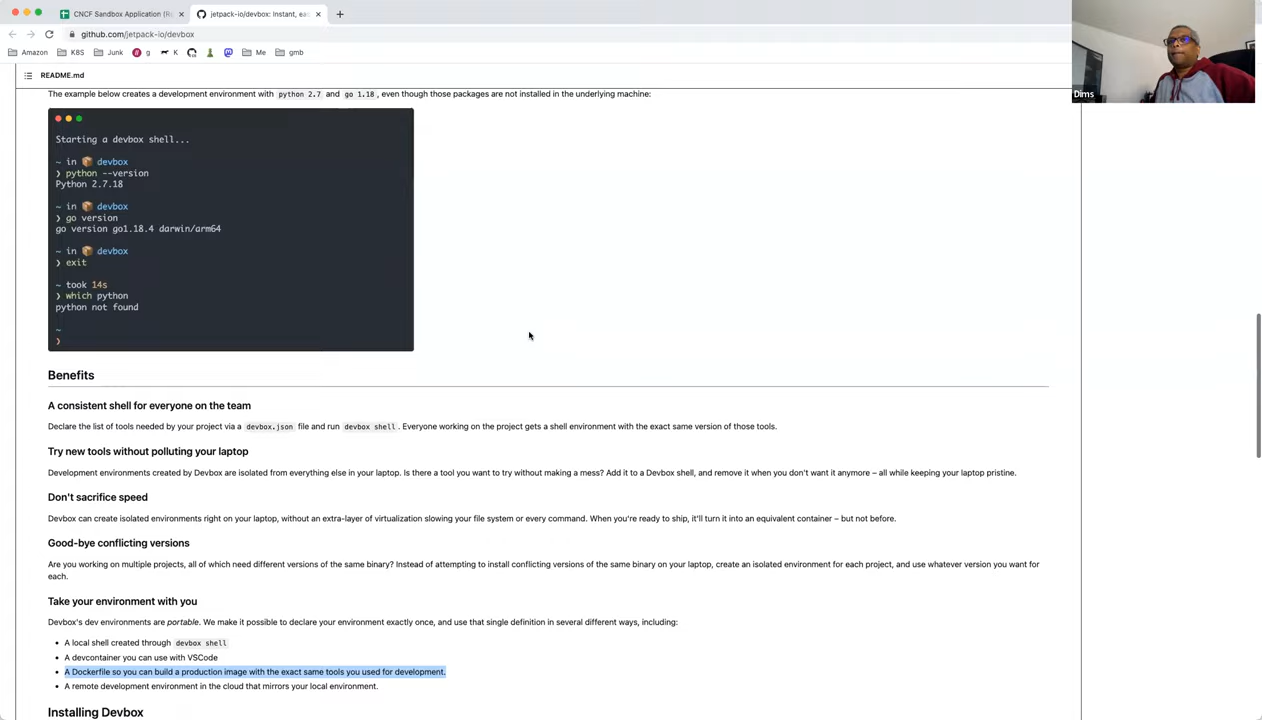 CNCF Sandbox Application (Re
jetpack-io/devbox: Instant, eas
github.com/jetpack-io/devbox
Amazon
K8S
Junk
g
K
Me
gmb
Dims
README.md
The example below creates a development environment with python 2.7 and go 1.18, even though those packages are not installed in the underlying machine:
Starting a devbox shell...
~ in 📦 devbox
❯ python --version
Python 2.7.18
~ in 📦 devbox
❯ go version
go version go1.18.4 darwin/arm64
~ in 📦 devbox
❯ exit
~ took 14s
❯ which python
python not found
~
❯
Benefits
A consistent shell for everyone on the team
Declare the list of tools needed by your project via a devbox.json file and run devbox shell. Everyone working on the project gets a shell environment with the exact same version of those tools.
Try new tools without polluting your laptop
Development environments created by Devbox are isolated from everything else in your laptop. Is there a tool you want to try without making a mess? Add it to a Devbox shell, and remove it when you don't want it anymore – all while keeping your laptop pristine.
Don't sacrifice speed
Devbox can create isolated environments right on your laptop, without an extra-layer of virtualization slowing your file system or every command. When you're ready to ship, it'll turn it into an equivalent container – but not before.
Good-bye conflicting versions
Are you working on multiple projects, all of which need different versions of the same binary? Instead of attempting to install conflicting versions of the same binary on your laptop, create an isolated environment for each project, and use whatever version you want for
each.
Take your environment with you
Devbox's dev environments are portable. We make it possible to declare your environment exactly once, and use that single definition in several different ways, including:
• A local shell created through devbox shell
• A devcontainer you can use with VSCode
• A Dockerfile so you can build a production image with the exact same tools you used for development.
• A remote development environment in the cloud that mirrors your local environment.
Installing Devbox